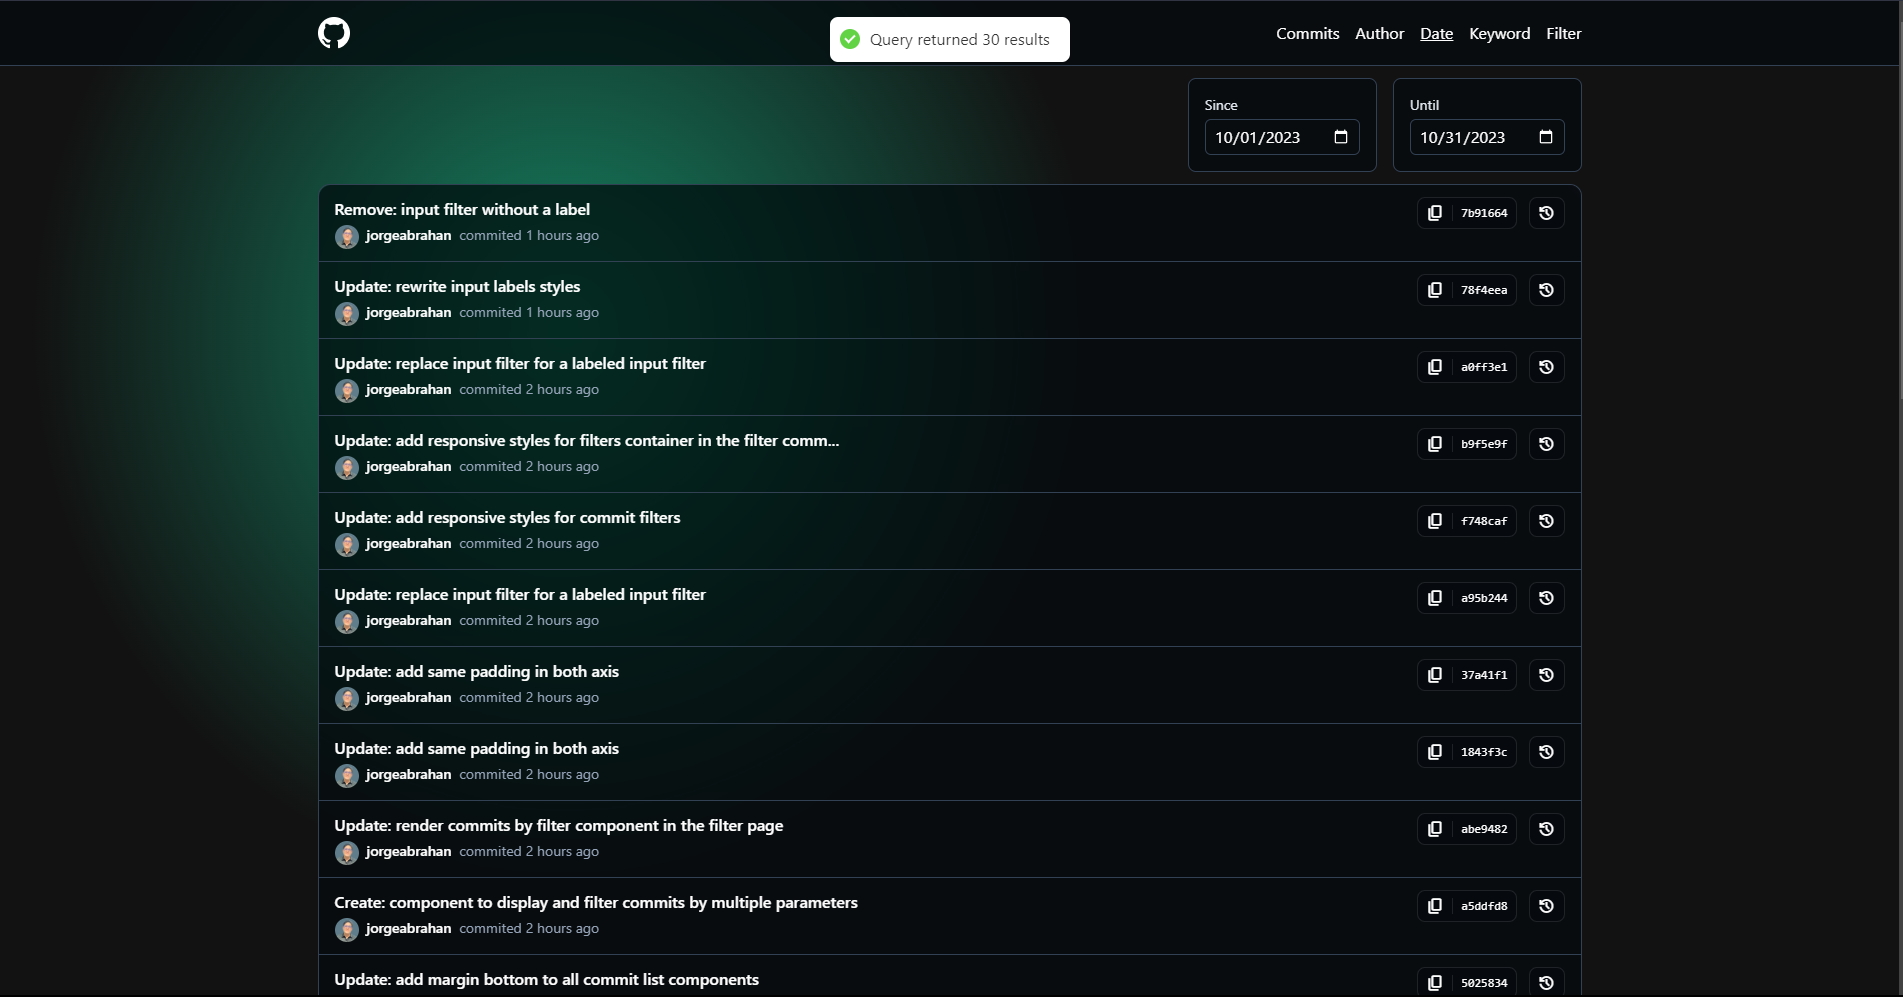 Query returned 30 results
Commits Author Date Keyword Filter
Since
10/01/2023
Until
10/31/2023
Remove: input filter without a label
jorgeabrahan commited 1 hours ago
7b91664
Update: rewrite input labels styles
jorgeabrahan commited 1 hours ago
78f4eea
Update: replace input filter for a labeled input filter
jorgeabrahan commited 2 hours ago
a0ff3e1
Update: add responsive styles for filters container in the filter comm...
jorgeabrahan commited 2 hours ago
b9f5e9f
Update: add responsive styles for commit filters
jorgeabrahan commited 2 hours ago
f748caf
Update: replace input filter for a labeled input filter
jorgeabrahan commited 2 hours ago
a95b244
Update: add same padding in both axis
jorgeabrahan commited 2 hours ago
37a41f1
Update: add same padding in both axis
jorgeabrahan commited 2 hours ago
1843f3c
Update: render commits by filter component in the filter page
jorgeabrahan commited 2 hours ago
abe9482
Create: component to display and filter commits by multiple parameters
jorgeabrahan commited 2 hours ago
a5ddfd8
Update: add margin bottom to all commit list components
5025834